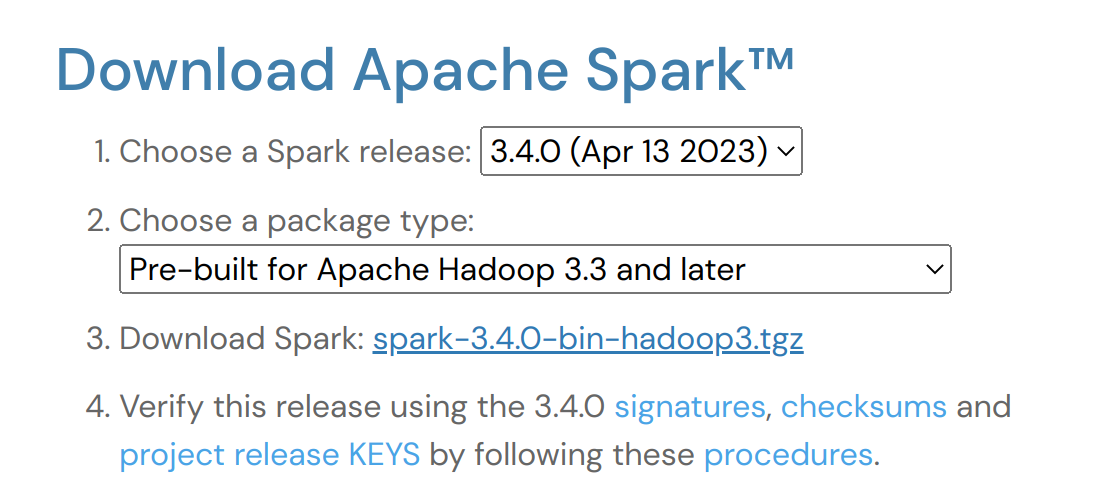 Download Apache Spark™
1. Choose a Spark release: 3.4.0 (Apr 13 2023)
2. Choose a package type:
Pre-built for Apache Hadoop 3.3 and later
3. Download Spark: spark-3.4.0-bin-hadoop3.tgz
4. Verify this release using the 3.4.0 signatures, checksums and
project release KEYS by following these procedures.